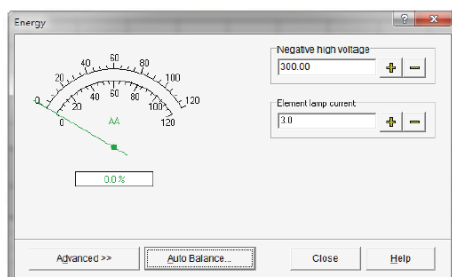 Energy
Negative high voltage
300.00
Element lamp current
3.0
0 20 40 60 80 100 120
0 20 40 60 80 100 120
AA
0.0 %
Advanced >>
Auto Balance...
Close
Help